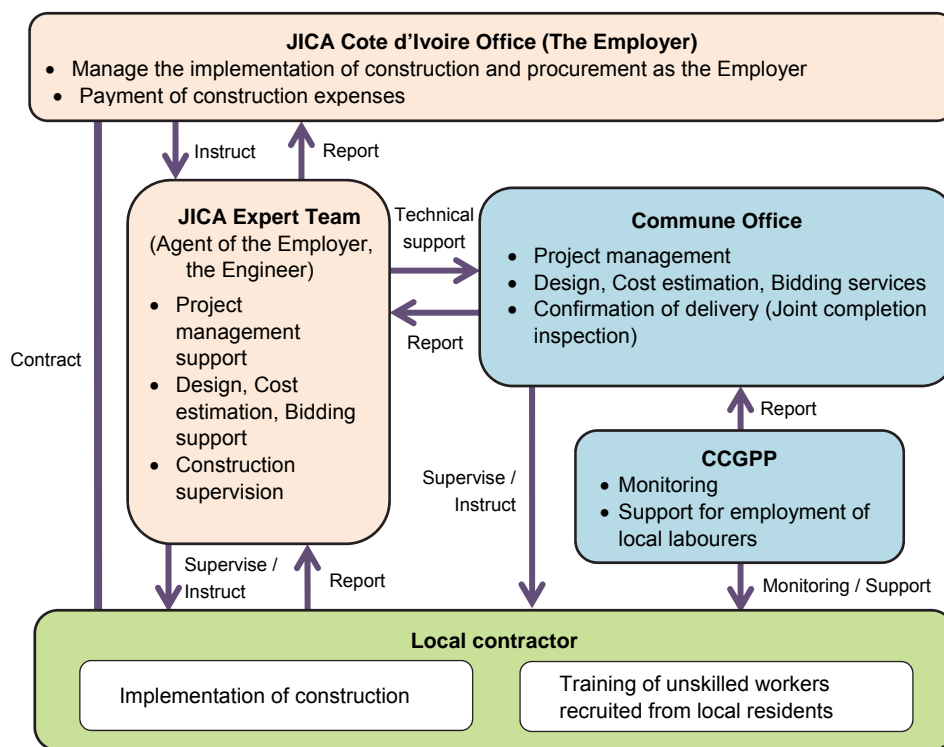 JICA Cote d’Ivoire Office (The Employer)
• Manage the implementation of construction and procurement as the Employer
• Payment of construction expenses
Instruct
Report
JICA Expert Team
(Agent of the Employer,
the Engineer)
• Project
management
support
• Design, Cost
estimation, Bidding
support
• Construction
supervision
Technical
support
Report
Commune Office
• Project management
• Design, Cost estimation, Bidding services
• Confirmation of delivery (Joint completion
inspection)
Contract
Report
CCGPP
• Monitoring
• Support for employment of
local labourers
Supervise /
Instruct
Supervise /
Instruct
Report
Monitoring / Support
Local contractor
Implementation of construction
Training of unskilled workers
recruited from local residents